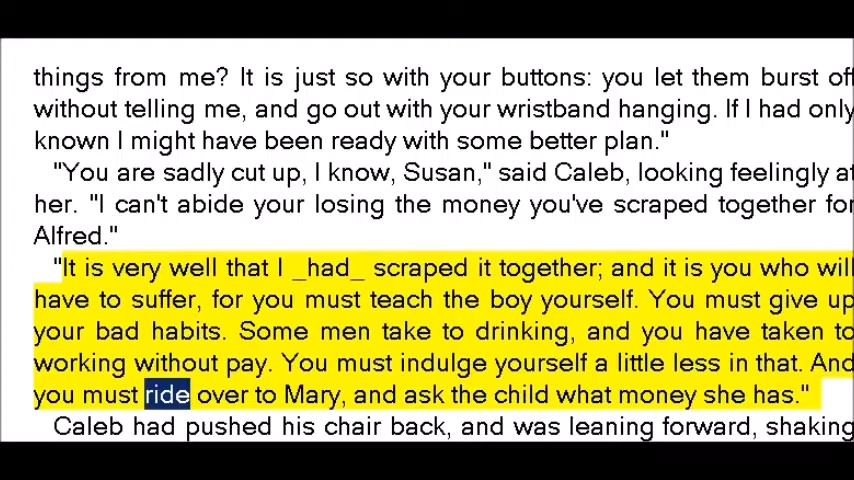 things from me? It is just so with your buttons: you let them burst off
without telling me, and go out with your wristband hanging. If I had only
known I might have been ready with some better plan."
"You are sadly cut up, I know, Susan," said Caleb, looking feelingly at
her. "I can't abide your losing the money you've scraped together for
Alfred."
"It is very well that I _had_ scraped it together; and it is you who will
have to suffer, for you must teach the boy yourself. You must give up
your bad habits. Some men take to drinking, and you have taken to
working without pay. You must indulge yourself a little less in that. And
you must ride over to Mary, and ask the child what money she has."
Caleb had pushed his chair back, and was leaning forward, shaking